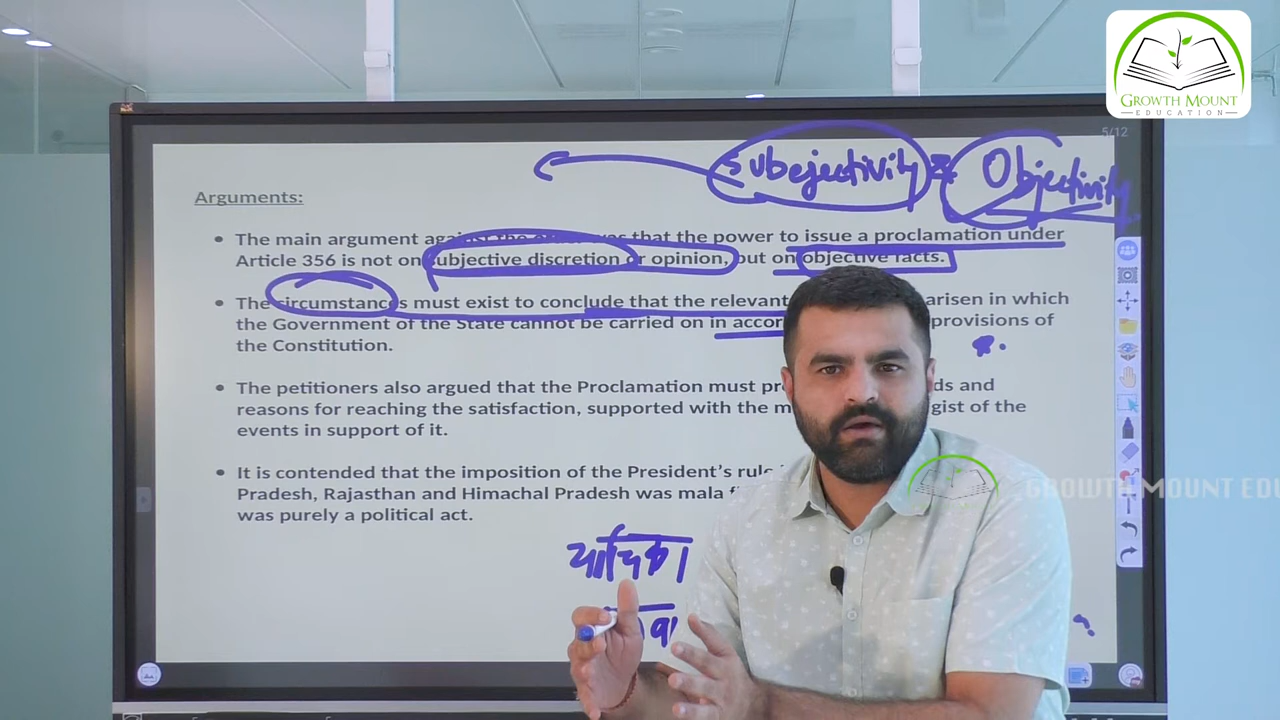 GROWTH MOUNT
EDUCATION
5/12
Subejectivity
Objectivity
Arguments:
The main argument against the other was that the power to issue a proclamation under
Article 356 is not on subjective discretion or opinion, but on objective facts.
The circumstances must exist to conclude that the relevant arisen in which
the Government of the State cannot be carried on in accor provisions of
the Constitution.
The petitioners also argued that the Proclamation must pr ds and
reasons for reaching the satisfaction, supported with the m gist of the
events in support of it.
It is contended that the imposition of the President's rule
Pradesh, Rajasthan and Himachal Pradesh was mala fi
was purely a political act.
याचिका
GROWTH MOUNT EDU